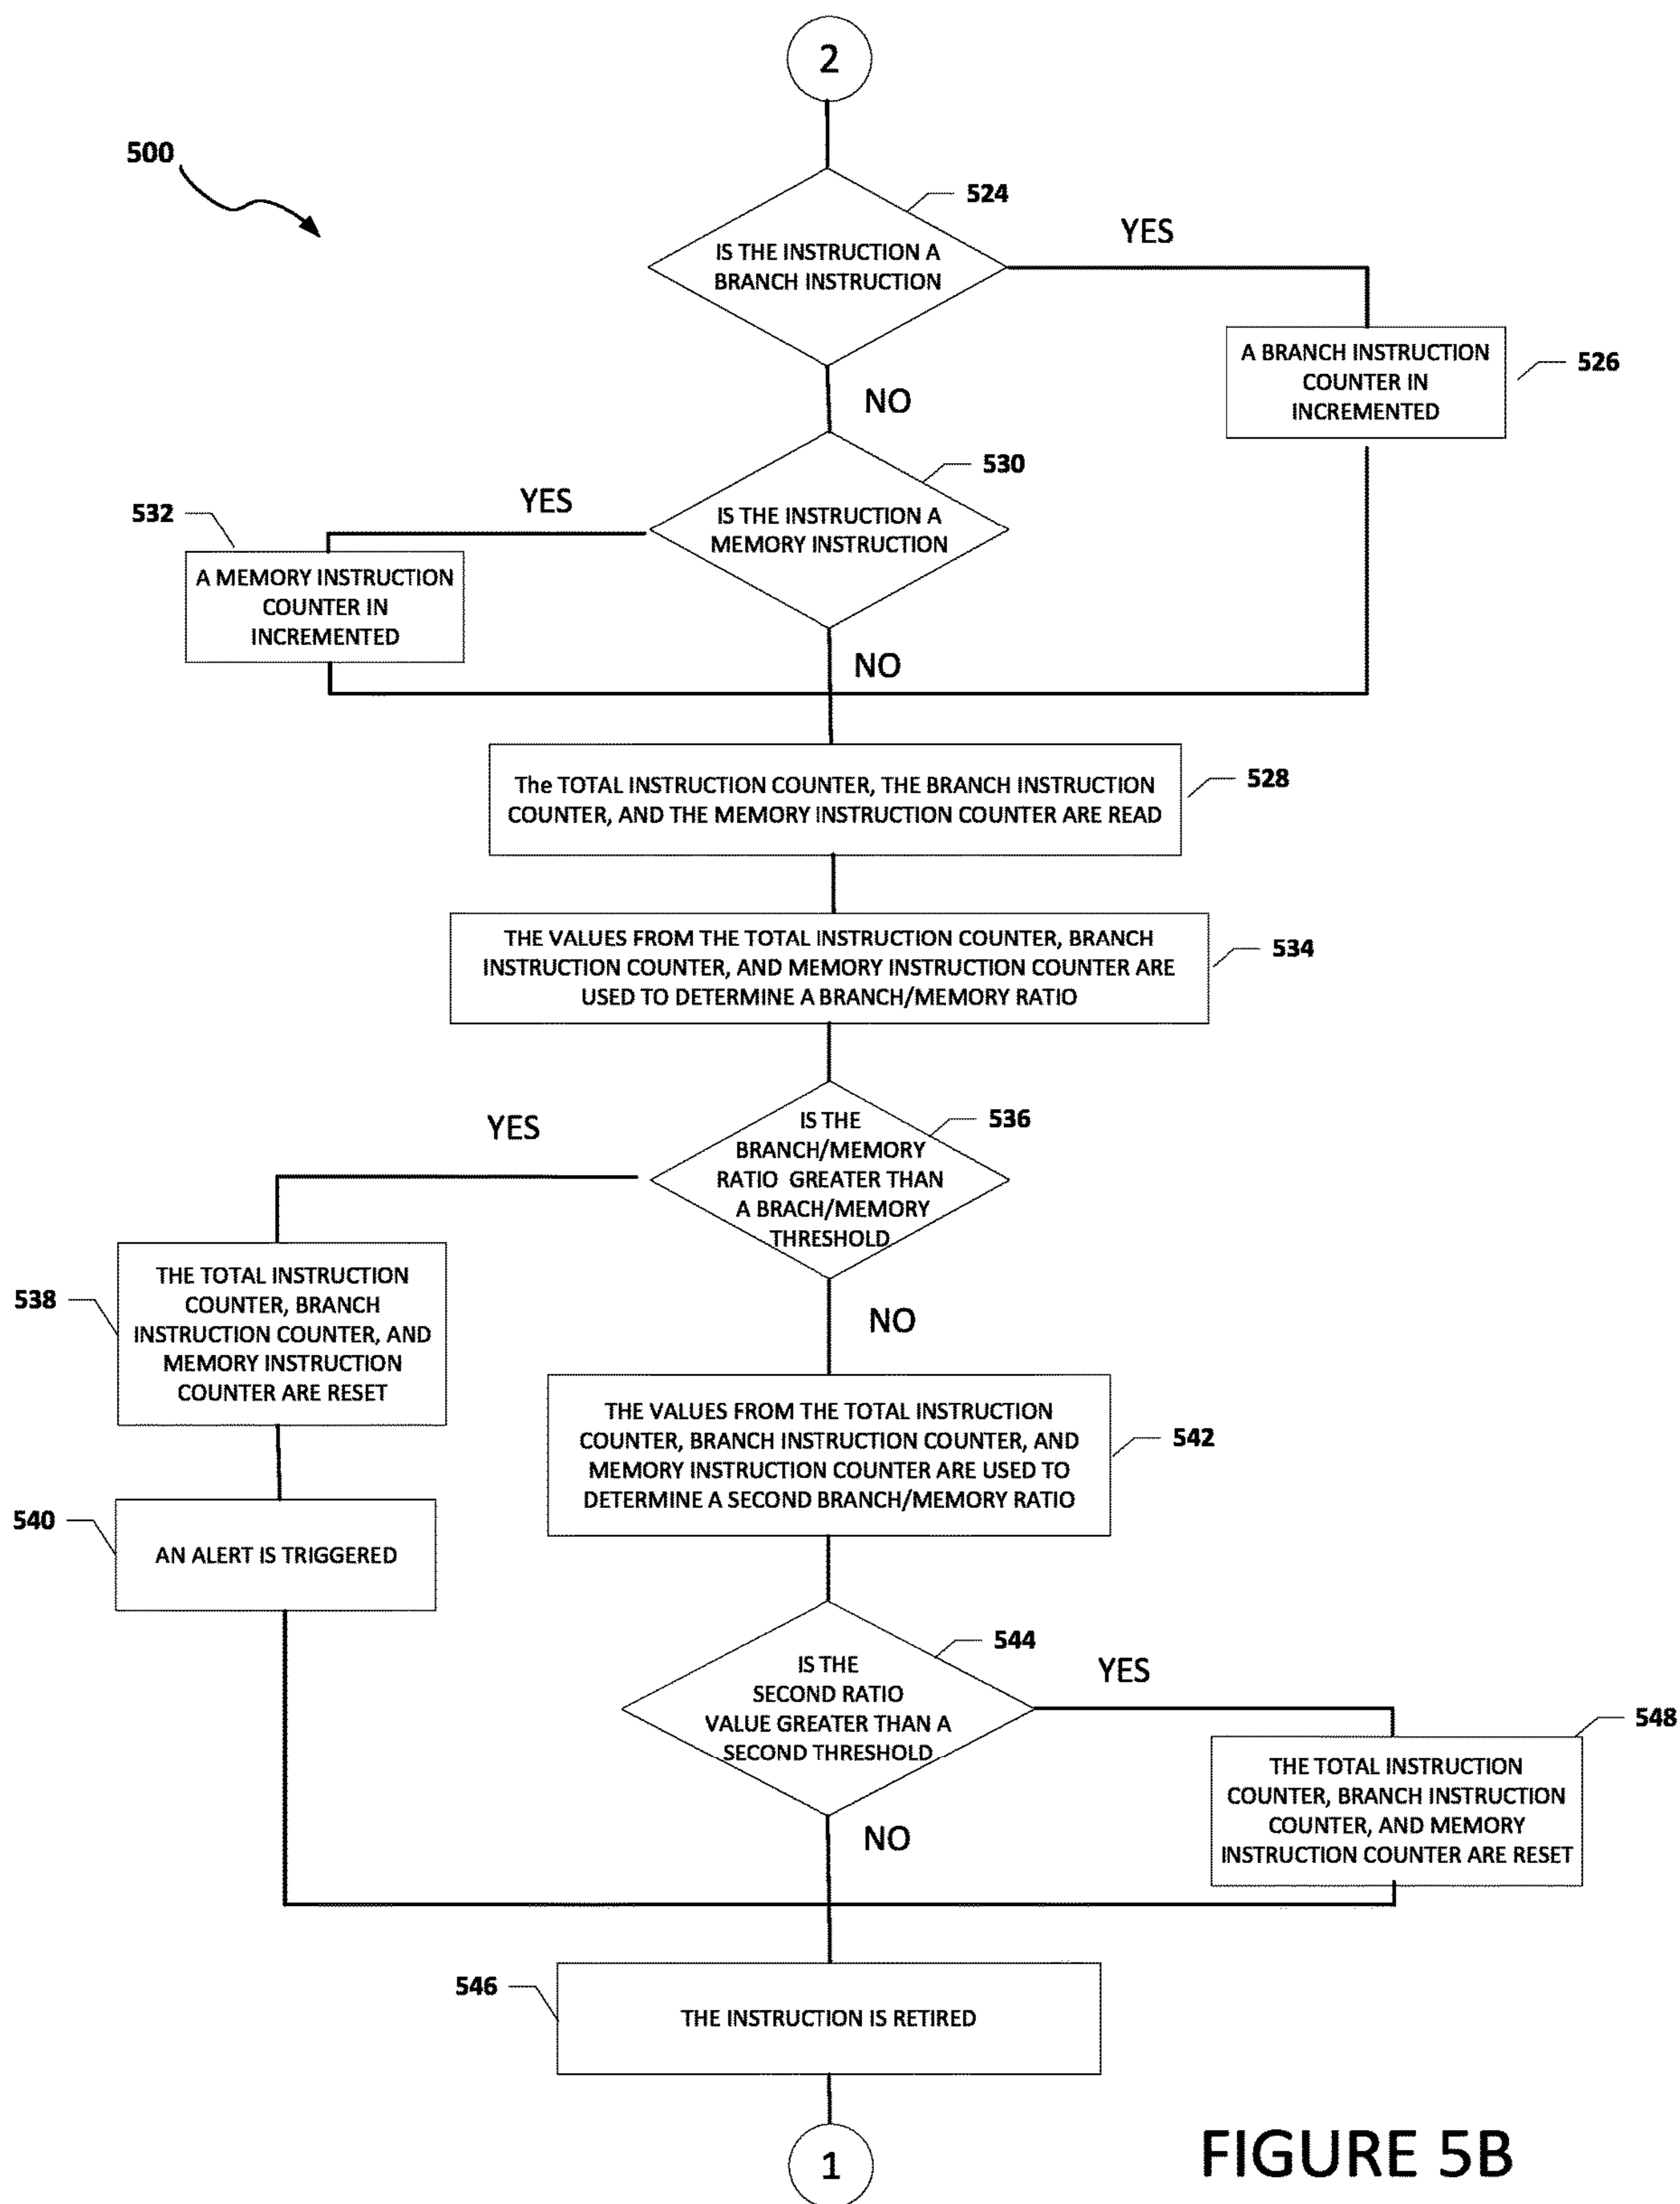 2
500
524
IS THE INSTRUCTION A
BRANCH INSTRUCTION
YES
A BRANCH INSTRUCTION
COUNTER IN
INCREMENTED
526
NO
530
IS THE INSTRUCTION A
MEMORY INSTRUCTION
YES
532
A MEMORY INSTRUCTION
COUNTER IN
INCREMENTED
NO
The TOTAL INSTRUCTION COUNTER, THE BRANCH INSTRUCTION
COUNTER, AND THE MEMORY INSTRUCTION COUNTER ARE READ
528
THE VALUES FROM THE TOTAL INSTRUCTION COUNTER, BRANCH
INSTRUCTION COUNTER, AND MEMORY INSTRUCTION COUNTER ARE
USED TO DETERMINE A BRANCH/MEMORY RATIO
534
536
IS THE
BRANCH/MEMORY
RATIO GREATER THAN
A BRACH/MEMORY
THRESHOLD
YES
538
THE TOTAL INSTRUCTION
COUNTER, BRANCH
INSTRUCTION COUNTER, AND
MEMORY INSTRUCTION
COUNTER ARE RESET
NO
540
AN ALERT IS TRIGGERED
THE VALUES FROM THE TOTAL INSTRUCTION
COUNTER, BRANCH INSTRUCTION COUNTER, AND
MEMORY INSTRUCTION COUNTER ARE USED TO
DETERMINE A SECOND BRANCH/MEMORY RATIO
542
544
IS THE
SECOND RATIO
VALUE GREATER THAN A
SECOND THRESHOLD
YES
548
THE TOTAL INSTRUCTION
COUNTER, BRANCH INSTRUCTION
COUNTER, AND MEMORY
INSTRUCTION COUNTER ARE RESET
NO
546
THE INSTRUCTION IS RETIRED
1
FIGURE 5B